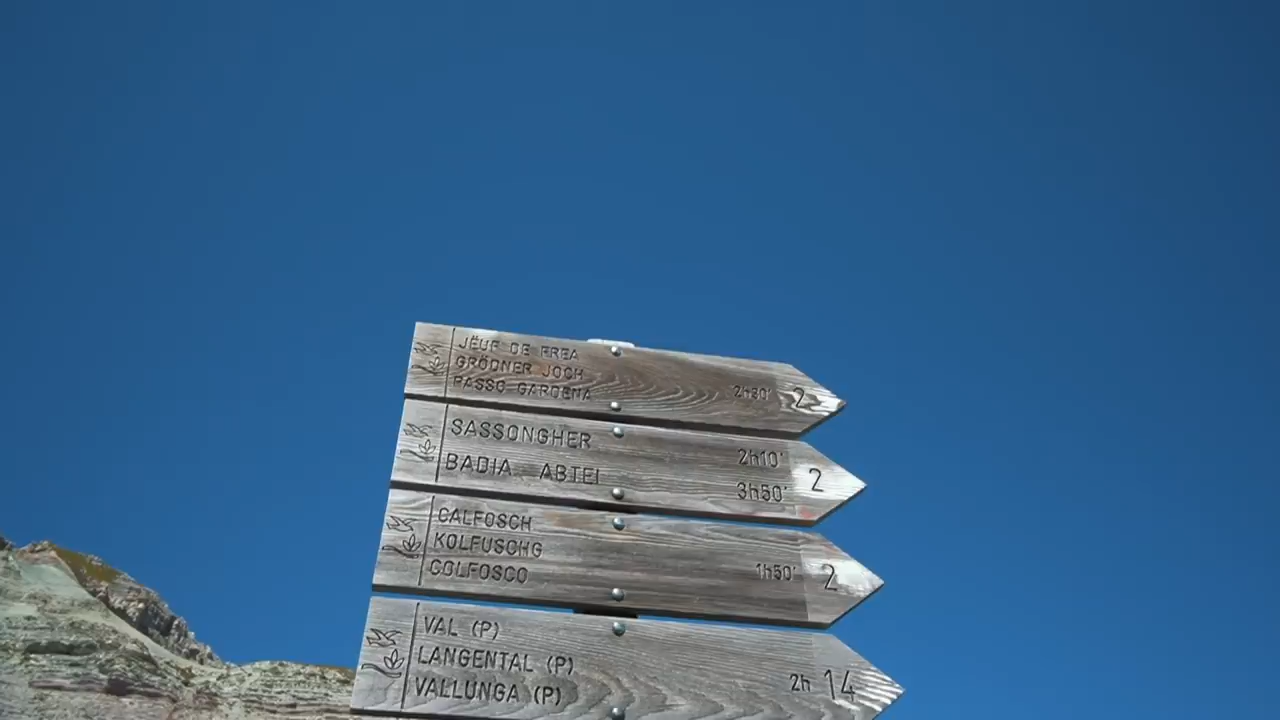 JËUF DE FREA
GRÖDNER JOCH
PASSO GARDENA 2h30' 2
SASSONGHER 2h10'
BADIA ABTEI 3h50' 2
CALFOSCH
KOLFUSCHG 1h50' 2
COLFOSCO
VAL (P)
LANGENTAL (P)
VALLUNGA (P) 2h 14